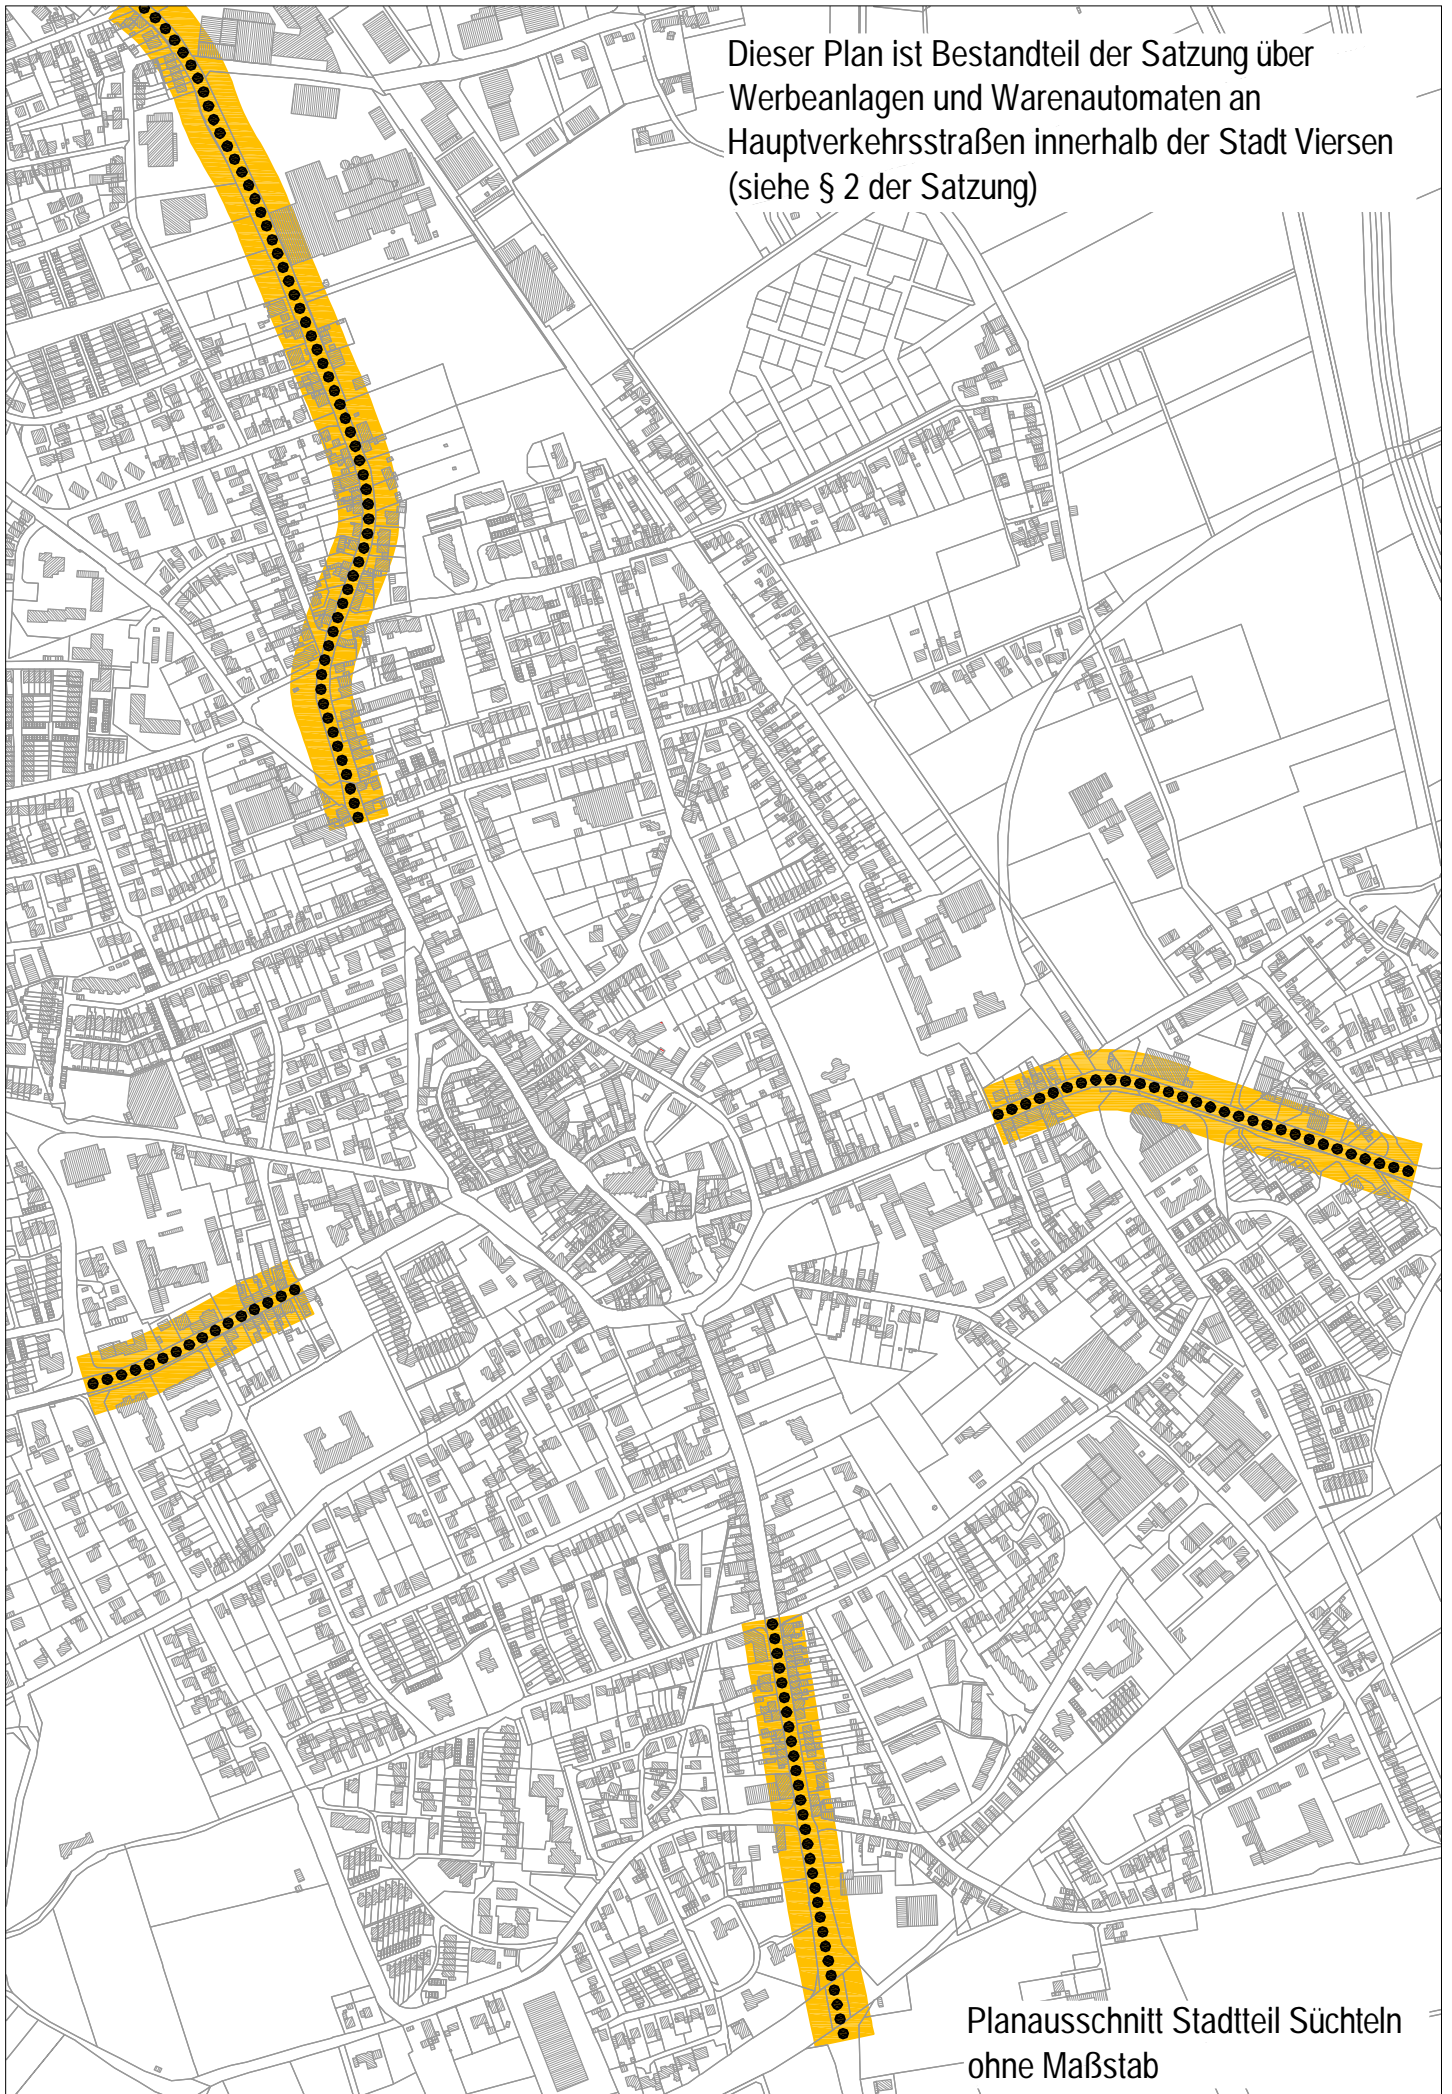 Dieser Plan ist Bestandteil der Satzung über
Werbeanlagen und Warenautomaten an
Hauptverkehrsstraßen innerhalb der Stadt Viersen
(siehe § 2 der Satzung)
Planausschnitt Stadtteil Süchteln
ohne Maßstab